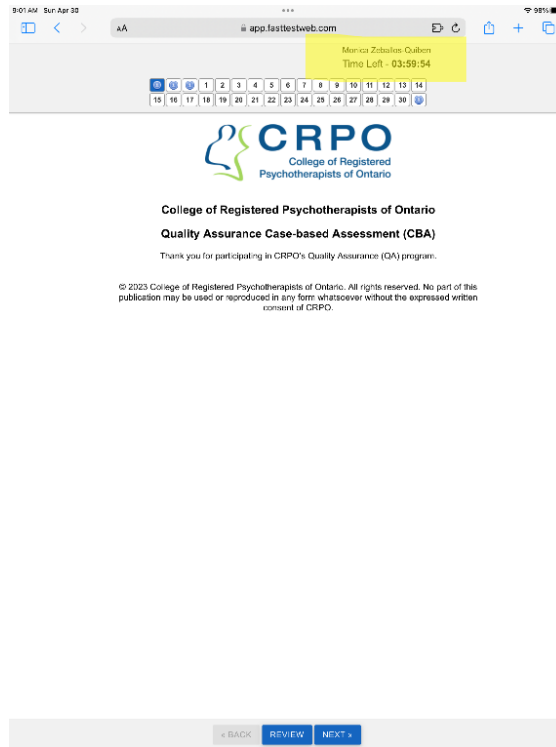 9:01 AM Sun Apr 30
98%
AA app.fasttestweb.com
Monica Zeballos-Quiben
Time Left - 03:59:54
1 2 3 4 5 6 7 8 9 10 11 12 13 14
15 16 17 18 19 20 21 22 23 24 25 26 27 28 29 30
CRPO
College of Registered
Psychotherapists of Ontario
College of Registered Psychotherapists of Ontario
Quality Assurance Case-based Assessment (CBA)
Thank you for participating in CRPO's Quality Assurance (QA) program.
© 2023 College of Registered Psychotherapists of Ontario. All rights reserved. No part of this
publication may be used or reproduced in any form whatsoever without the expressed written
consent of CRPO.
« BACK REVIEW NEXT »